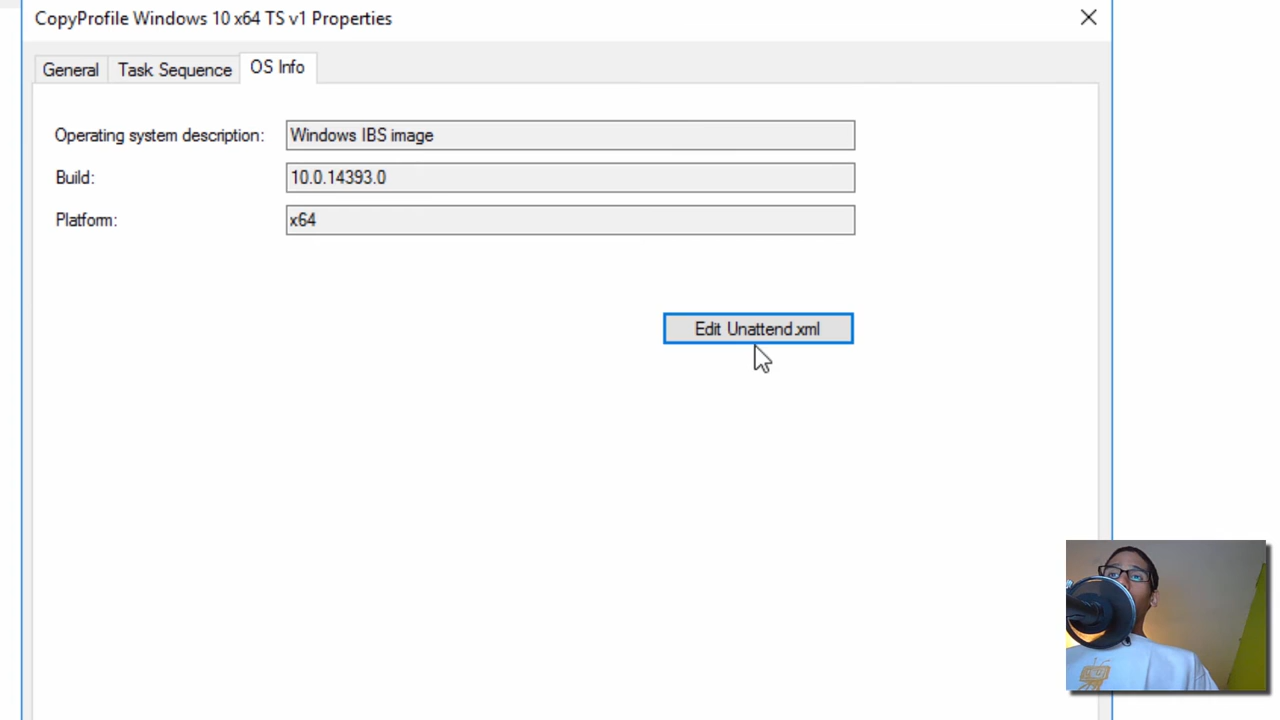 CopyProfile Windows 10 x64 TS v1 Properties
General Task Sequence OS Info
Operating system description: Windows IBS image
Build: 10.0.14393.0
Platform: x64
Edit Unattend.xml